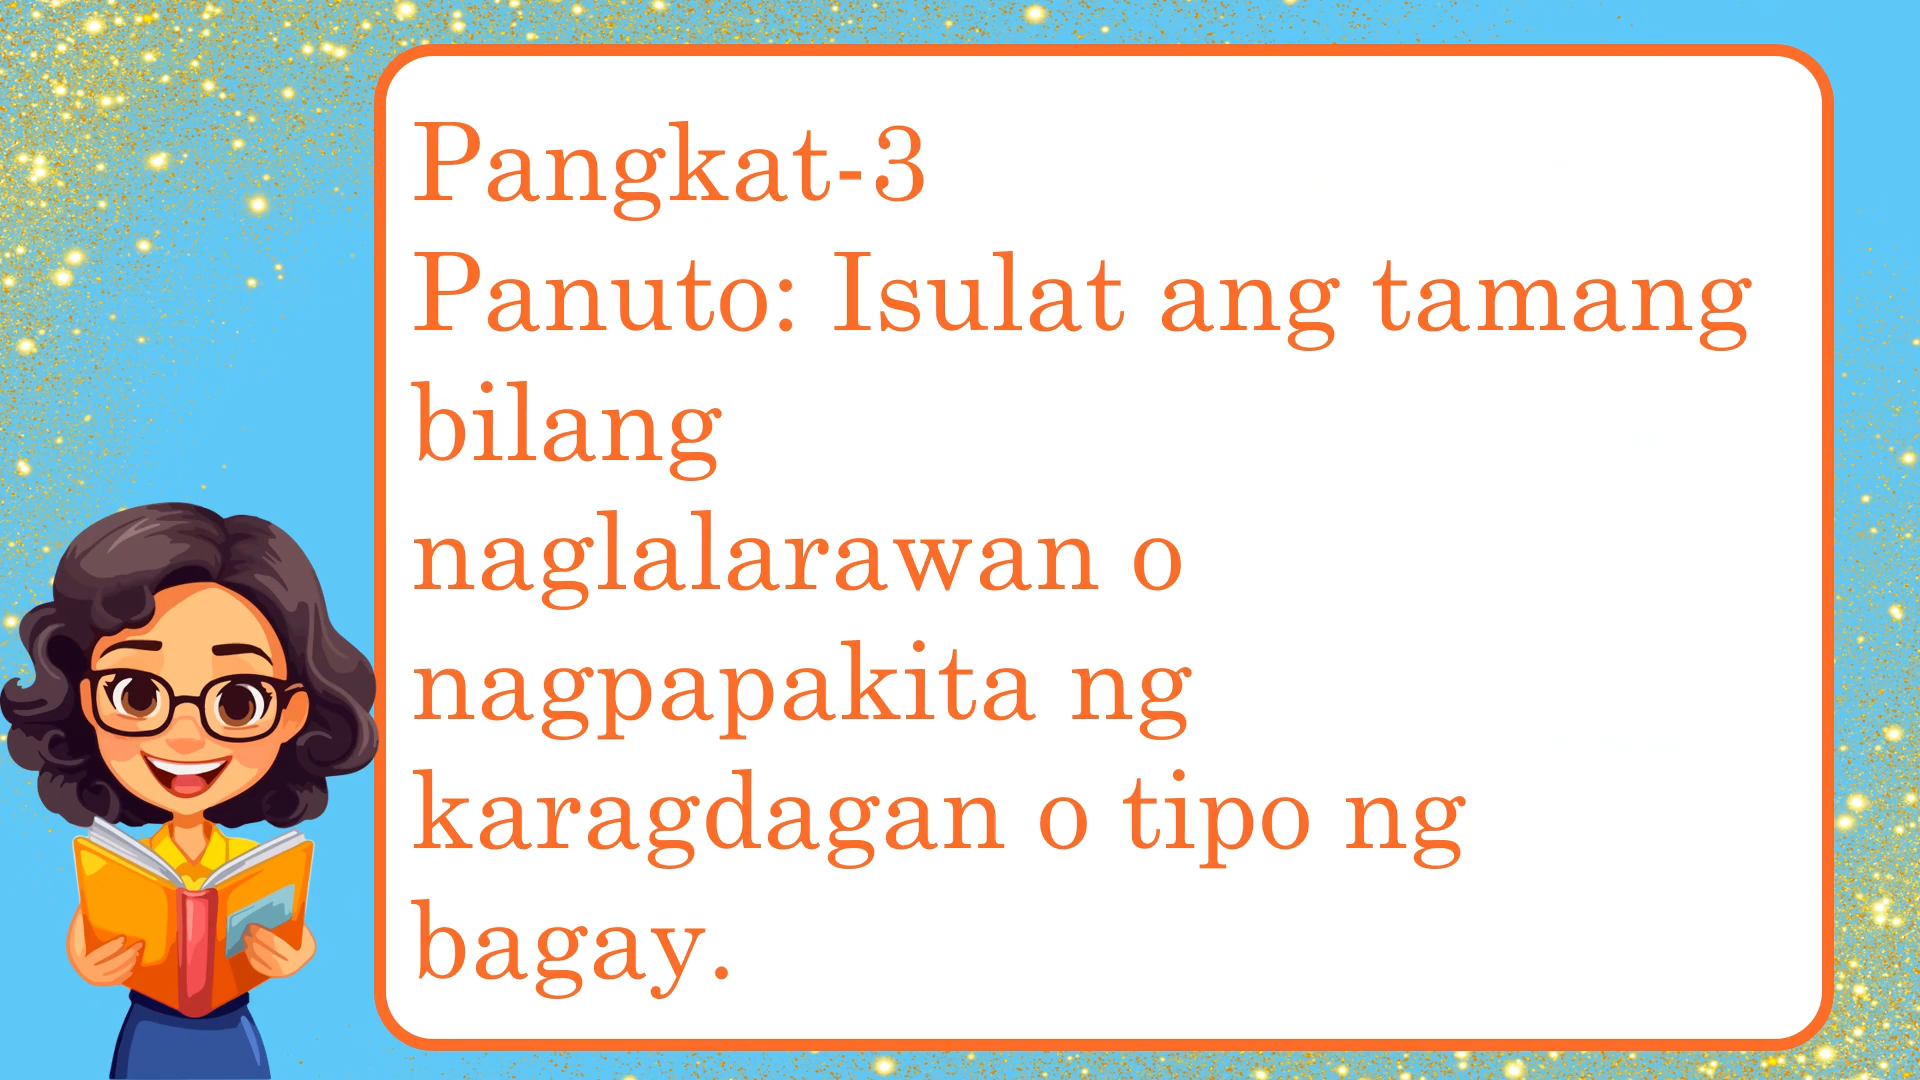 Pangkat-3
Panuto: Isulat ang tamang
bilang
naglalarawan o
nagpapakita ng
karagdagan o tipo ng
bagay.